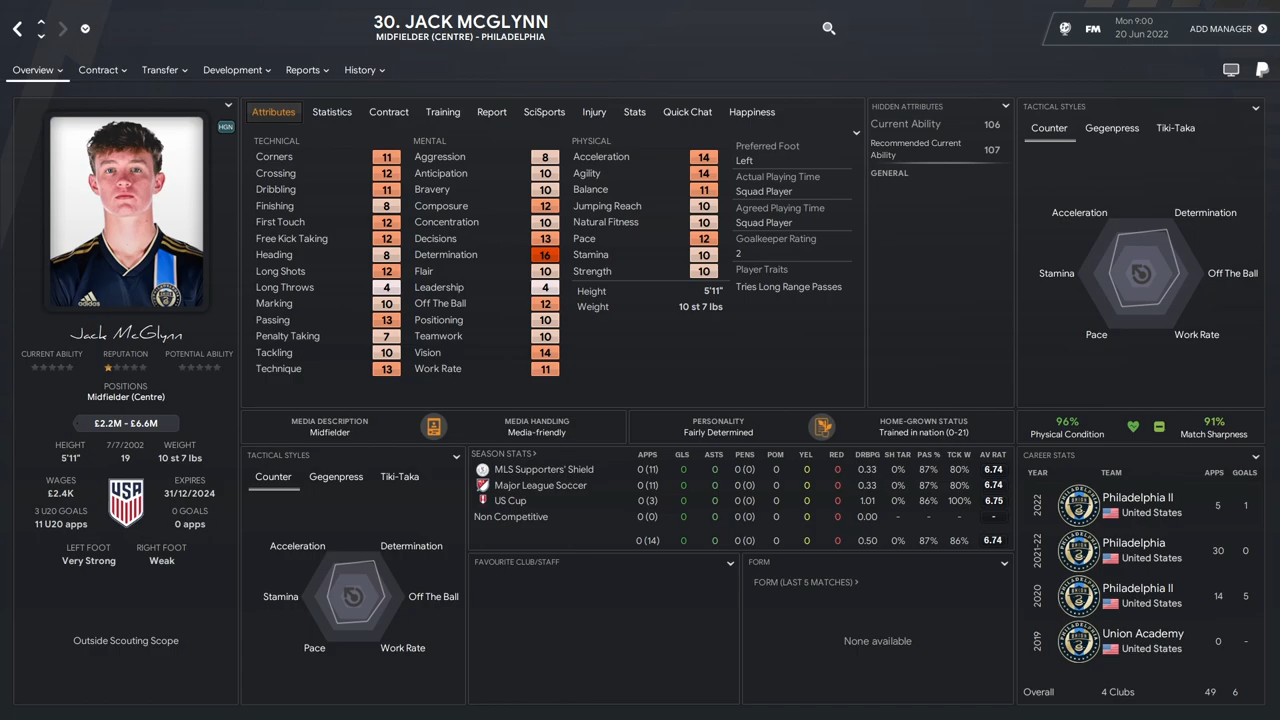 30. JACK MCGLYNN
MIDFIELDER (CENTRE) - PHILADELPHIA
FM
Mon 9:00
20 Jun 2022
ADD MANAGER
Overview
Contract
Transfer
Development
Reports
History
HGN
adidas
Jack McGlynn
CURRENT ABILITY
REPUTATION
POTENTIAL ABILITY
POSITIONS
Midfielder (Centre)
£2.2M - £6.6M
HEIGHT
5'11"
7/7/2002
19
WEIGHT
10 st 7 lbs
WAGES
£2.4K
EXPIRES
31/12/2024
USA
3 U20 GOALS
11 U20 apps
0 GOALS
0 apps
LEFT FOOT
Very Strong
RIGHT FOOT
Weak
Outside Scouting Scope
Attributes
Statistics
Contract
Training
Report
SciSports
Injury
Stats
Quick Chat
Happiness
TECHNICAL
Corners 11
Crossing 12
Dribbling 11
Finishing 8
First Touch 12
Free Kick Taking 12
Heading 8
Long Shots 12
Long Throws 4
Marking 10
Passing 13
Penalty Taking 7
Tackling 10
Technique 13
MENTAL
Aggression 8
Anticipation 10
Bravery 10
Composure 12
Concentration 10
Decisions 13
Determination 16
Flair 10
Leadership 4
Off The Ball 12
Positioning 10
Teamwork 10
Vision 14
Work Rate 11
PHYSICAL
Acceleration 14
Agility 14
Balance 11
Jumping Reach 10
Natural Fitness 10
Pace 12
Stamina 10
Strength 10
Height 5'11"
Weight 10 st 7 lbs
Preferred Foot
Left
Actual Playing Time
Squad Player
Agreed Playing Time
Squad Player
Goalkeeper Rating
2
Player Traits
Tries Long Range Passes
HIDDEN ATTRIBUTES
Current Ability 106
Recommended Current Ability 107
GENERAL
TACTICAL STYLES
Counter
Gegenpress
Tiki-Taka
Acceleration
Determination
Stamina
Off The Ball
Pace
Work Rate
MEDIA DESCRIPTION
Midfielder
MEDIA HANDLING
Media-friendly
PERSONALITY
Fairly Determined
HOME-GROWN STATUS
Trained in nation (0-21)
96%
Physical Condition
91%
Match Sharpness
TACTICAL STYLES
Counter
Gegenpress
Tiki-Taka
Acceleration
Determination
Stamina
Off The Ball
Pace
Work Rate
SEASON STATS> APPS GLS ASTS PENS POM YEL RED DRBPG SH TAR PAS % TCK W AV RAT
MLS Supporters' Shield 0 (11) 0 0 0 (0) 0 0 0 0.33 0% 87% 80% 6.74
Major League Soccer 0 (11) 0 0 0 (0) 0 0 0 0.33 0% 87% 80% 6.74
US Cup 0 (3) 0 0 0 (0) 0 0 0 1.01 0% 86% 100% 6.75
Non Competitive 0 (0) 0 0 0 (0) 0 0 0 0.00 - - - -
0 (14) 0 0 0 (0) 0 0 0 0.50 0% 87% 86% 6.74
FAVOURITE CLUB/STAFF
FORM
FORM (LAST 5 MATCHES) >
None available
CAREER STATS
YEAR TEAM APPS GOALS
2022 Philadelphia II United States 5 1
2021-22 Philadelphia United States 30 0
2020 Philadelphia II United States 14 5
2019 Union Academy United States 0 -
Overall 4 Clubs 49 6